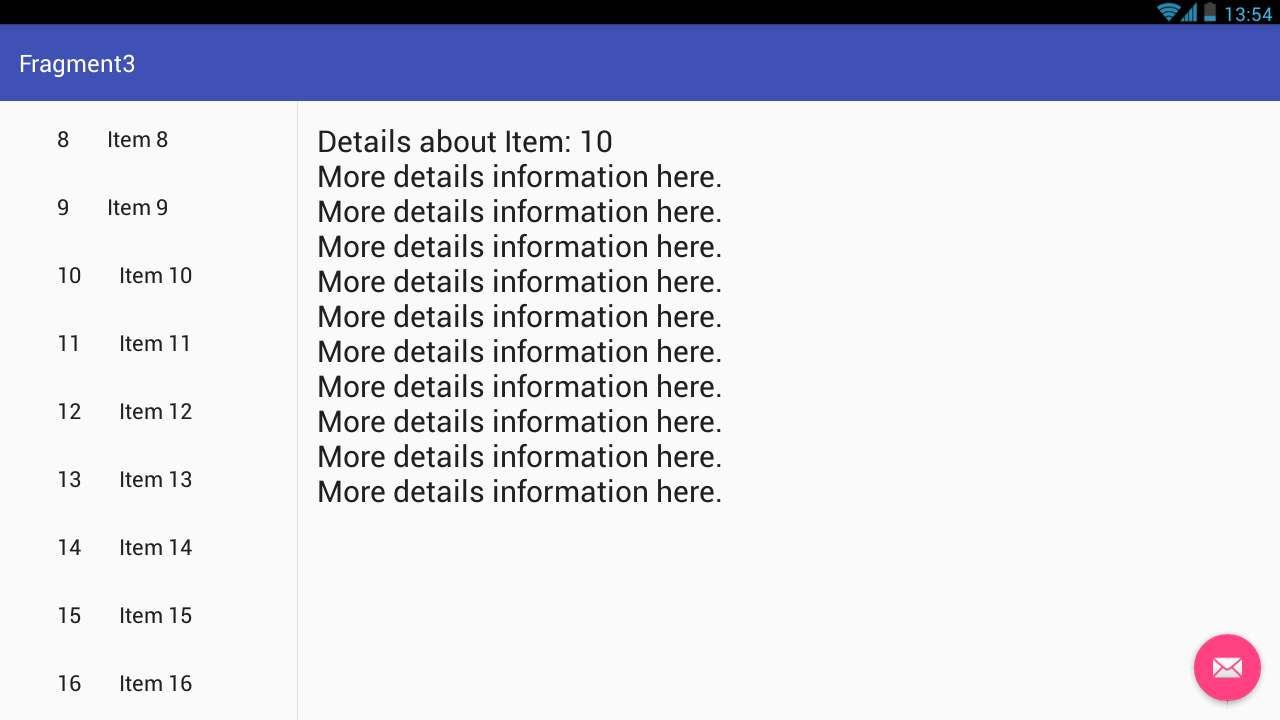 13:54
Fragment3
8 Item 8
9 Item 9
10 Item 10
11 Item 11
12 Item 12
13 Item 13
14 Item 14
15 Item 15
16 Item 16
Details about Item: 10
More details information here.
More details information here.
More details information here.
More details information here.
More details information here.
More details information here.
More details information here.
More details information here.
More details information here.
More details information here.